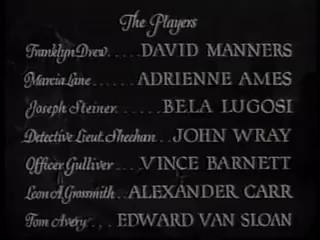 The Players
Franklyn Drew.....DAVID MANNERS
Marcia Lane.....ADRIENNE AMES
Joseph Steiner......BELA LUGOSI
Detective Lieut. Sheehan...JOHN WRAY
Officer Gulliver....VINCE BARNETT
Leon A. Grossmith...ALEXANDER CARR
Tom Avery....EDWARD VAN SLOAN